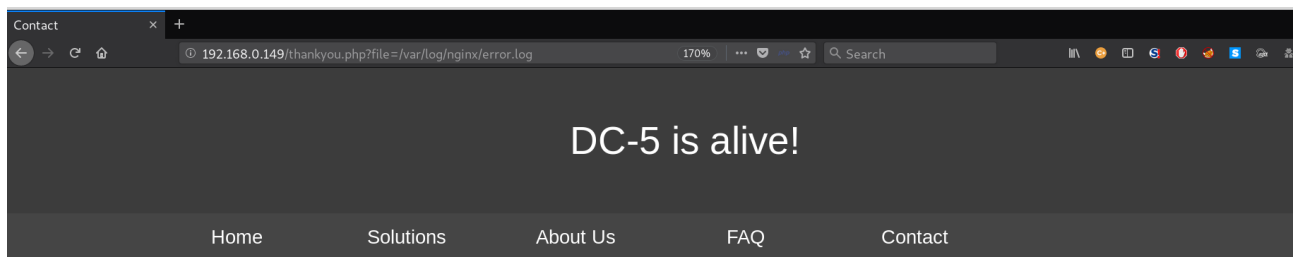 Contact × +
192.168.0.149/thankyou.php?file=/var/log/nginx/error.log 170% ••• Search
DC-5 is alive!
Home Solutions About Us FAQ Contact